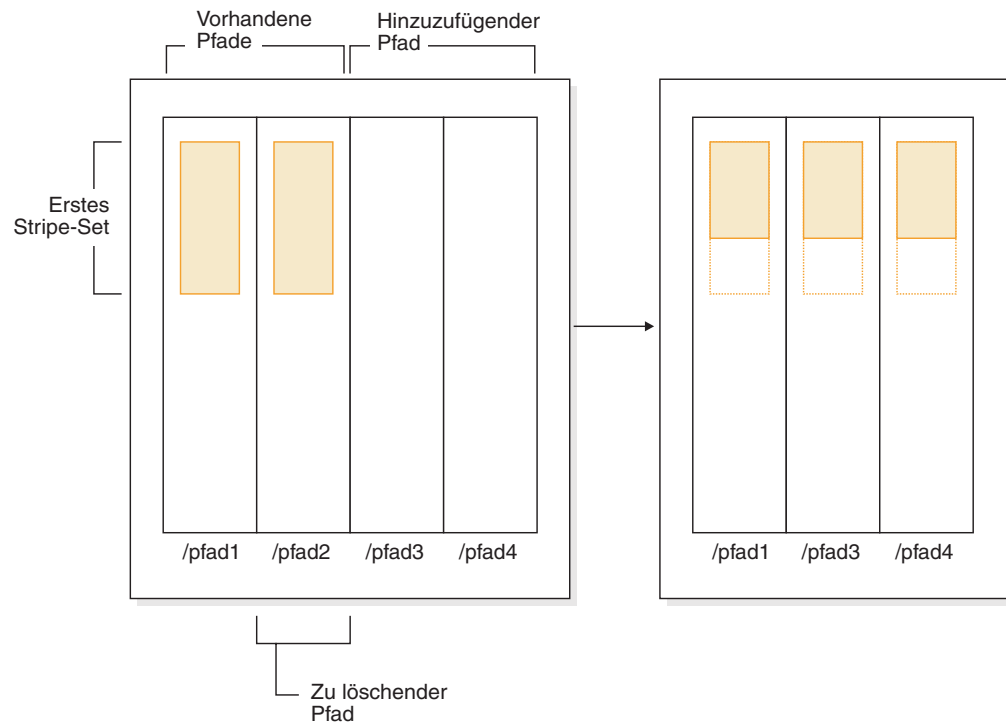 Vorhandene
Pfade
Hinzuzufügender
Pfad
Erstes
Stripe-Set
/pfad1 /pfad2 /pfad3 /pfad4
/pfad1 /pfad3 /pfad4
Zu löschender
Pfad